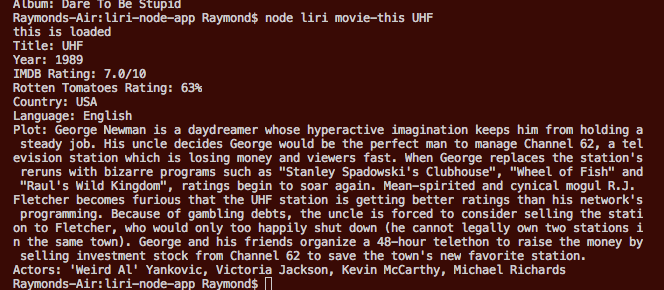 Album: Dare To Be Stupid
Raymonds-Air:liri-node-app Raymond$ node liri movie-this UHF
this is loaded
Title: UHF
Year: 1989
IMDB Rating: 7.0/10
Rotten Tomatoes Rating: 63%
Country: USA
Language: English
Plot: George Newman is a daydreamer whose hyperactive imagination keeps him from holding a
 steady job. His uncle decides George would be the perfect man to manage Channel 62, a tel
evision station which is losing money and viewers fast. When George replaces the station's
 reruns with bizarre programs such as "Stanley Spadowski's Clubhouse", "Wheel of Fish" and
 "Raul's Wild Kingdom", ratings begin to soar again. Mean-spirited and cynical mogul R.J.
Fletcher becomes furious that the UHF station is getting better ratings than his network's
 programming. Because of gambling debts, the uncle is forced to consider selling the stati
on to Fletcher, who would only too happily shut down (he cannot legally own two stations i
n the same town). George and his friends organize a 48-hour telethon to raise the money by
 selling investment stock from Channel 62 to save the town's new favorite station.
Actors: 'Weird Al' Yankovic, Victoria Jackson, Kevin McCarthy, Michael Richards
Raymonds-Air:liri-node-app Raymond$